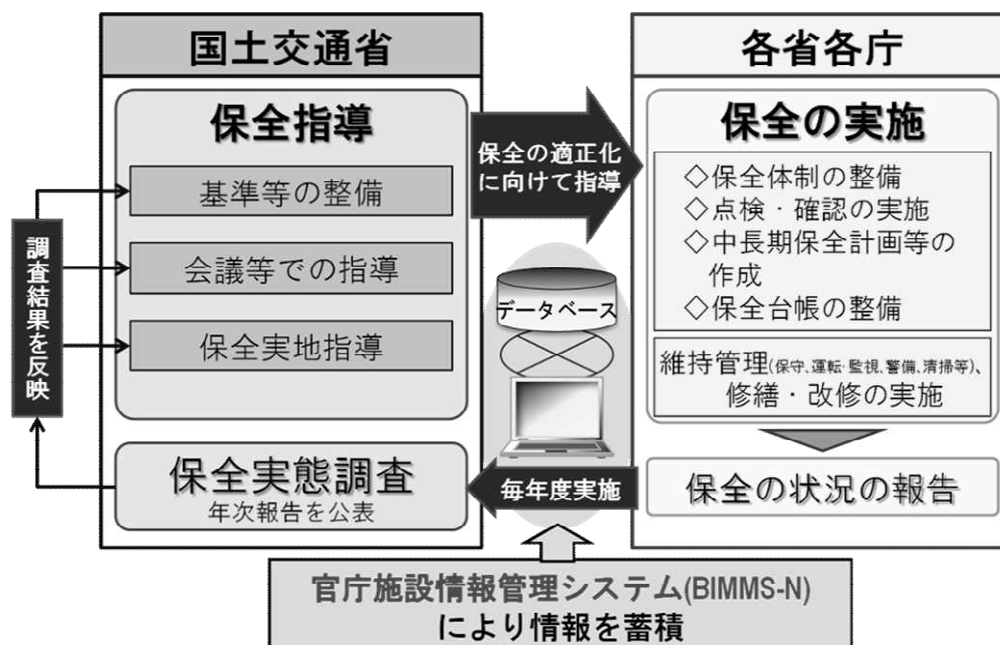 国土交通省
保全指導
基準等の整備
会議等での指導
保全実地指導
調査結果を反映
保全実態調査
年次報告を公表
保全の適正化
に向けて指導
データベース
毎年度実施
各省各庁
保全の実施
◇保全体制の整備
◇点検・確認の実施
◇中長期保全計画等の
作成
◇保全台帳の整備
維持管理(保守、運転・監視、警備、清掃等)、
修繕・改修の実施
保全の状況の報告
官庁施設情報管理システム(BIMMS-N)
により情報を蓄積